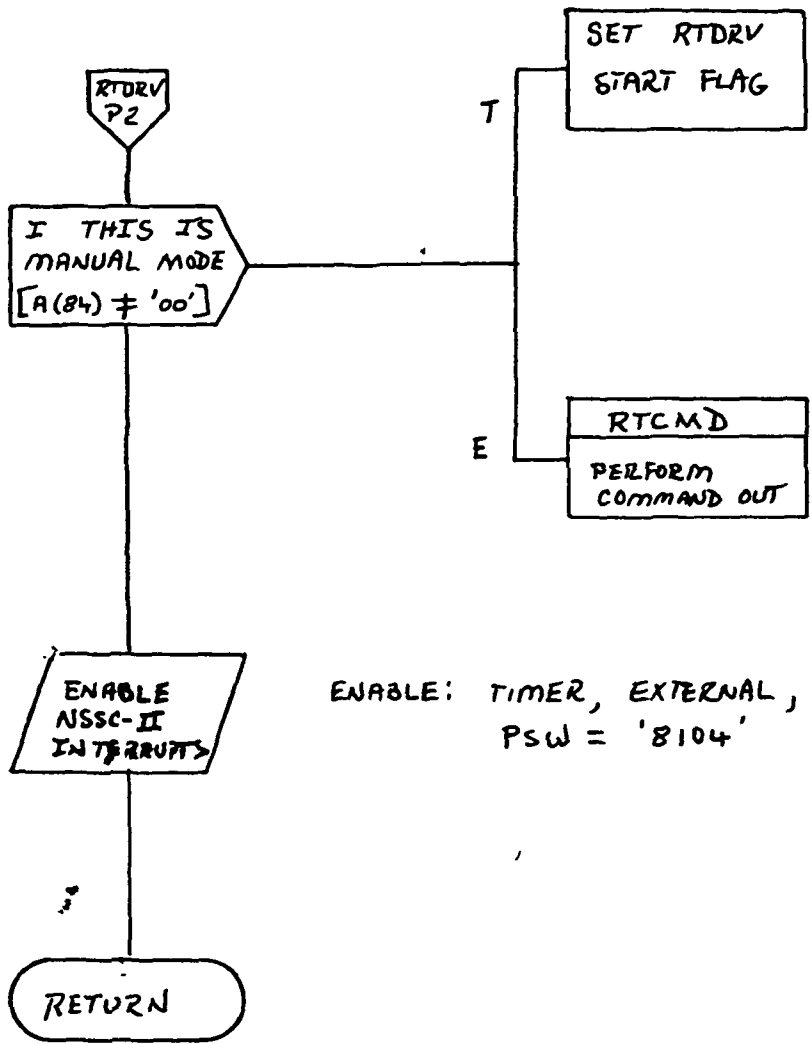 RTDRV
P2
I THIS IS
MANUAL MODE
[A(84) ≠ '00']
T
SET RTDRV
START FLAG
E
RTCMD
PERFORM
COMMAND OUT
ENABLE
NSSC-II
INTERRUPTS
ENABLE: TIMER, EXTERNAL,
PSW = '8104'
RETURN